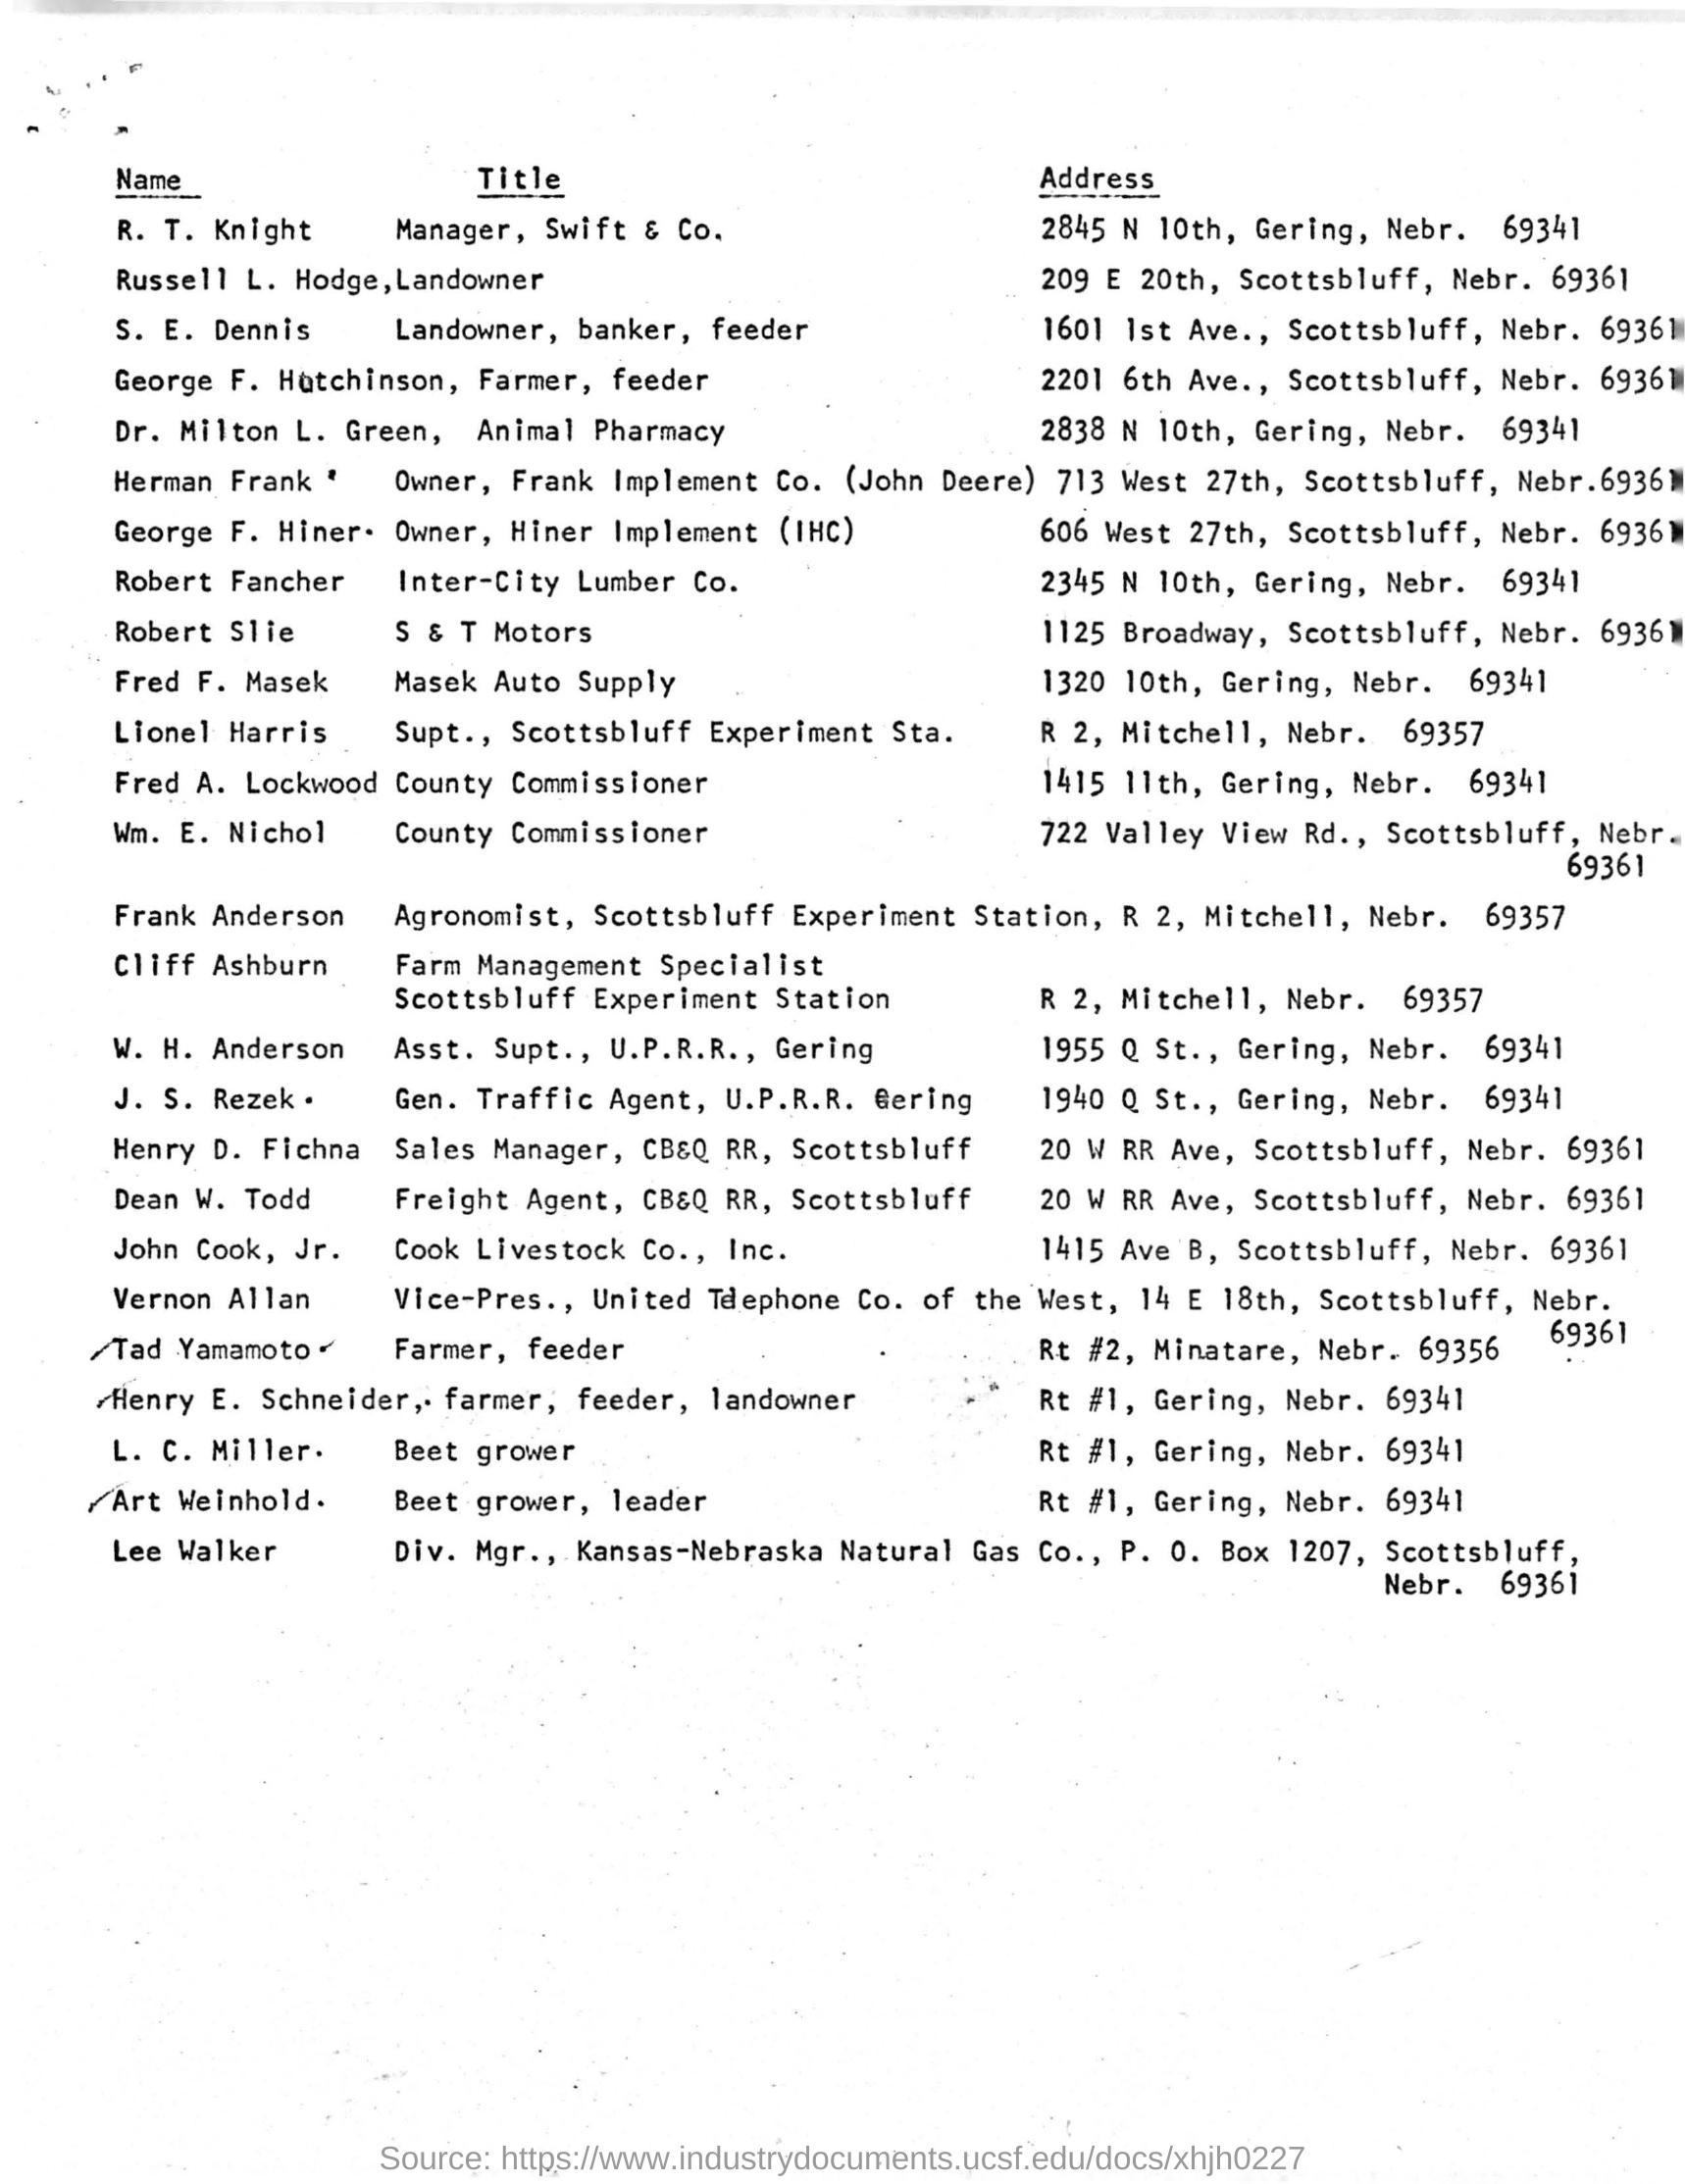 Name Title Address
R. T. Knight Manager, Swift & Co. 2845 N 10th, Gering, Nebr. 69341
Russell L. Hodge, Landowner 209 E 20th, Scottsbluff, Nebr. 69361
S. E. Dennis Landowner, banker, feeder 1601 1st Ave., Scottsbluff, Nebr. 69361
George F. Hutchinson, Farmer, feeder 2201 6th Ave., Scottsbluff, Nebr. 69361
Dr. Milton L. Green, Animal Pharmacy 2838 N 10th, Gering, Nebr. 69341
Herman Frank Owner, Frank Implement Co. (John Deere) 713 West 27th, Scottsbluff, Nebr.69361
George F. Hiner Owner, Hiner Implement (IHC) 606 West 27th, Scottsbluff, Nebr. 69361
Robert Fancher Inter-City Lumber Co. 2345 N 10th, Gering, Nebr. 69341
Robert Slie S & T Motors 1125 Broadway, Scottsbluff, Nebr. 69361
Fred F. Masek Masek Auto Supply 1320 10th, Gering, Nebr. 69341
Lionel Harris Supt., Scottsbluff Experiment Sta. R 2, Mitchell, Nebr. 69357
Fred A. Lockwood County Commissioner 1415 11th, Gering, Nebr. 69341
Wm. E. Nichol County Commissioner 722 Valley View Rd., Scottsbluff, Nebr.
69361
Frank Anderson Agronomist, Scottsbluff Experiment Station, R 2, Mitchell, Nebr. 69357
Cliff Ashburn Farm Management Specialist
Scottsbluff Experiment Station R 2, Mitchell, Nebr. 69357
W. H. Anderson Asst. Supt., U.P.R.R., Gering 1955 Q St., Gering, Nebr. 69341
J. S. Rezek Gen. Traffic Agent, U.P.R.R. Gering 1940 Q St., Gering, Nebr. 69341
Henry D. Fichna Sales Manager, CB&Q RR, Scottsbluff 20 W RR Ave, Scottsbluff, Nebr. 69361
Dean W. Todd Freight Agent, CB&Q RR, Scottsbluff 20 W RR Ave, Scottsbluff, Nebr. 69361
John Cook, Jr. Cook Livestock Co., Inc. 1415 Ave B, Scottsbluff, Nebr. 69361
Vernon Allan Vice-Pres., United Telephone Co. of the West, 14 E 18th, Scottsbluff, Nebr.
69361
Tad Yamamoto Farmer, feeder Rt #2, Minatare, Nebr. 69356
Henry E. Schneider, farmer, feeder, landowner Rt #1, Gering, Nebr. 69341
L. C. Miller Beet grower Rt #1, Gering, Nebr. 69341
Art Weinhold Beet grower, leader Rt #1, Gering, Nebr. 69341
Lee Walker Div. Mgr., Kansas-Nebraska Natural Gas Co., P. O. Box 1207, Scottsbluff,
Nebr. 69361
Source: https://www.industrydocuments.ucsf.edu/docs/xhjh0227